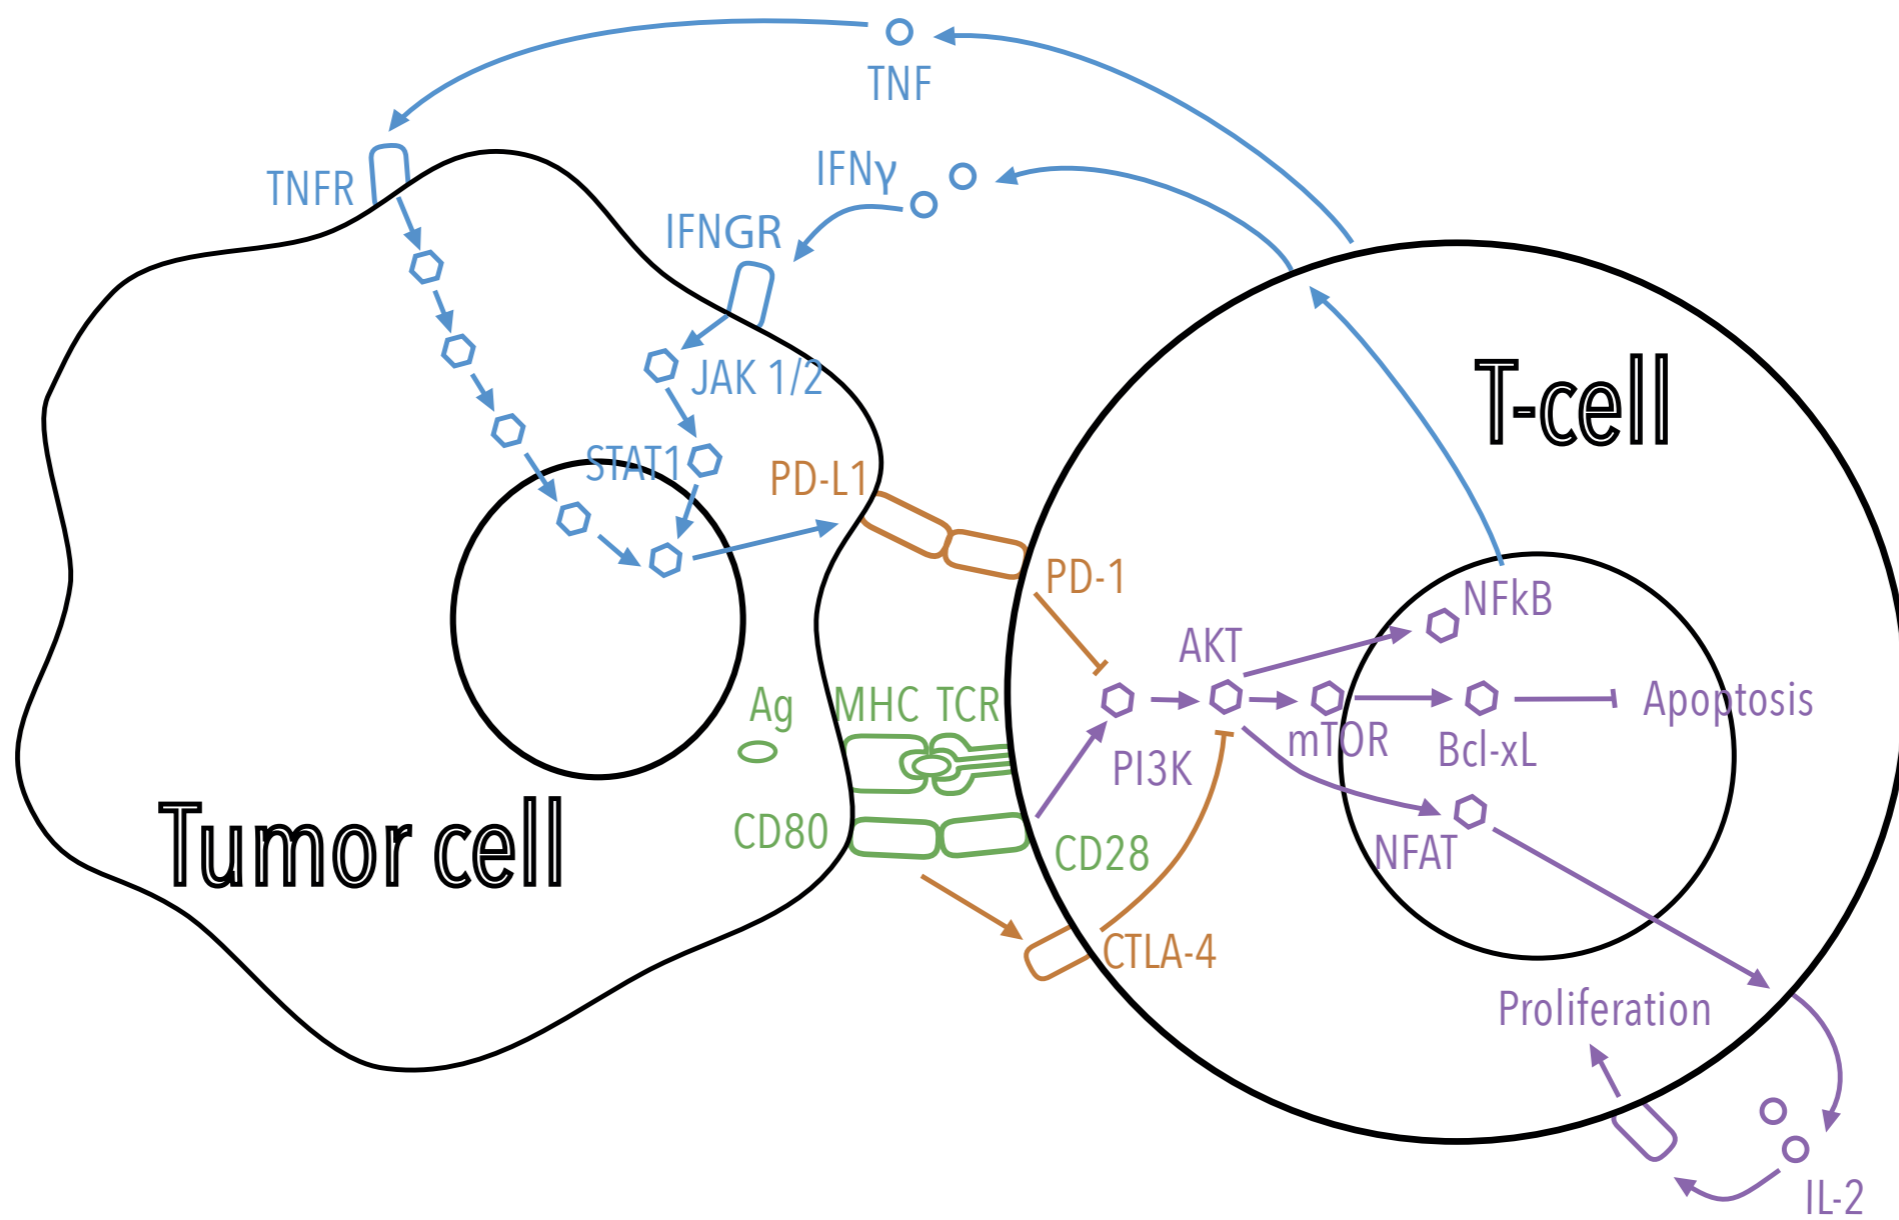 TNF
TNFR
IFNγ
IFNGR
JAK 1/2
STAT1
PD-L1
T-cell
PD-1
NFkB
AKT
Ag
MHC
TCR
PI3K
mTOR
Bcl-xL
Apoptosis
CD80
CD28
NFAT
Tumor cell
CTLA-4
Proliferation
IL-2